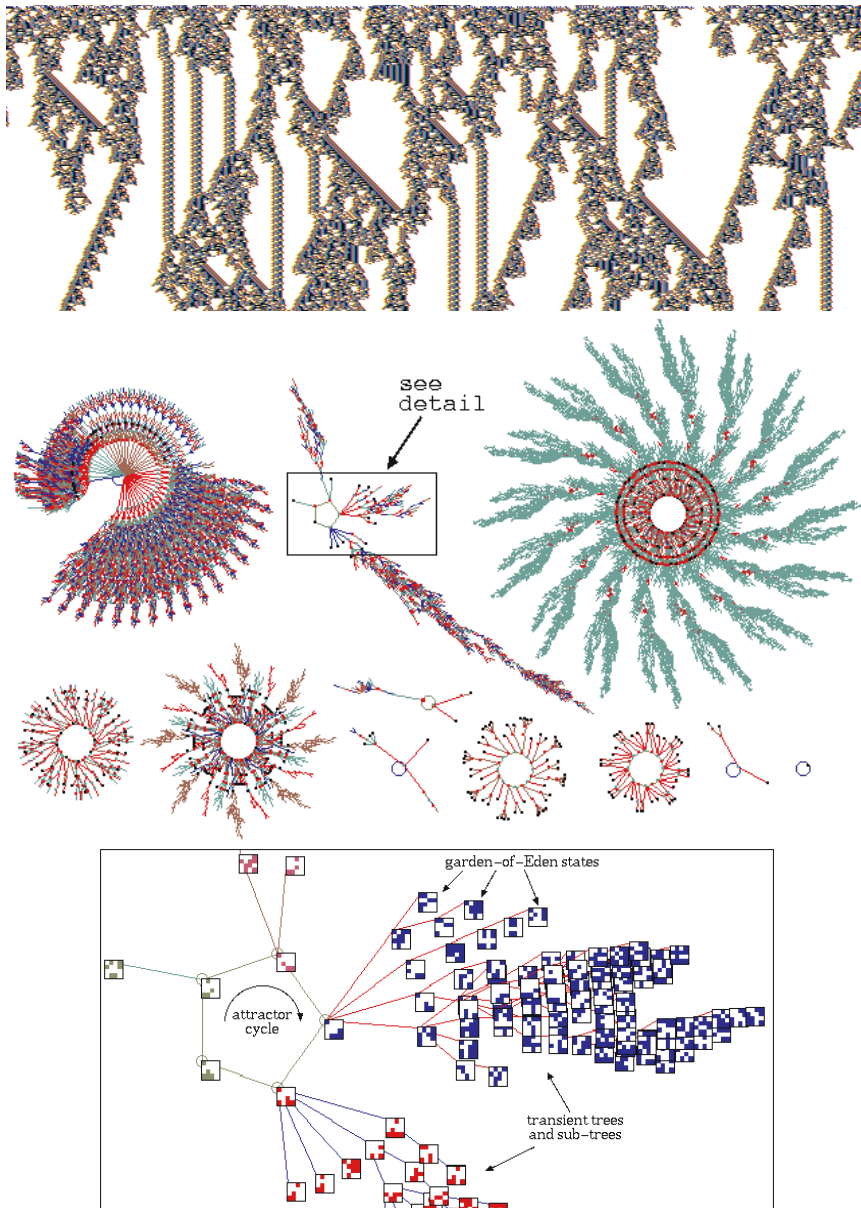 see
detail
garden-of-Eden states
attractor
cycle
transient trees
and sub-trees